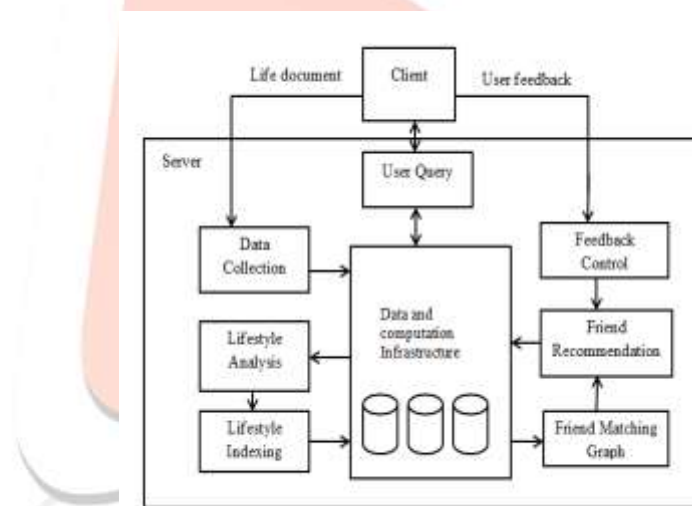 Life document
Client
User feedback
Server
User Query
Data
Collection
Feedback
Control
Data and
computation
Infrastructure
Lifestyle
Analysis
Friend
Recommendation
Lifestyle
Indexing
Friend Matching
Graph